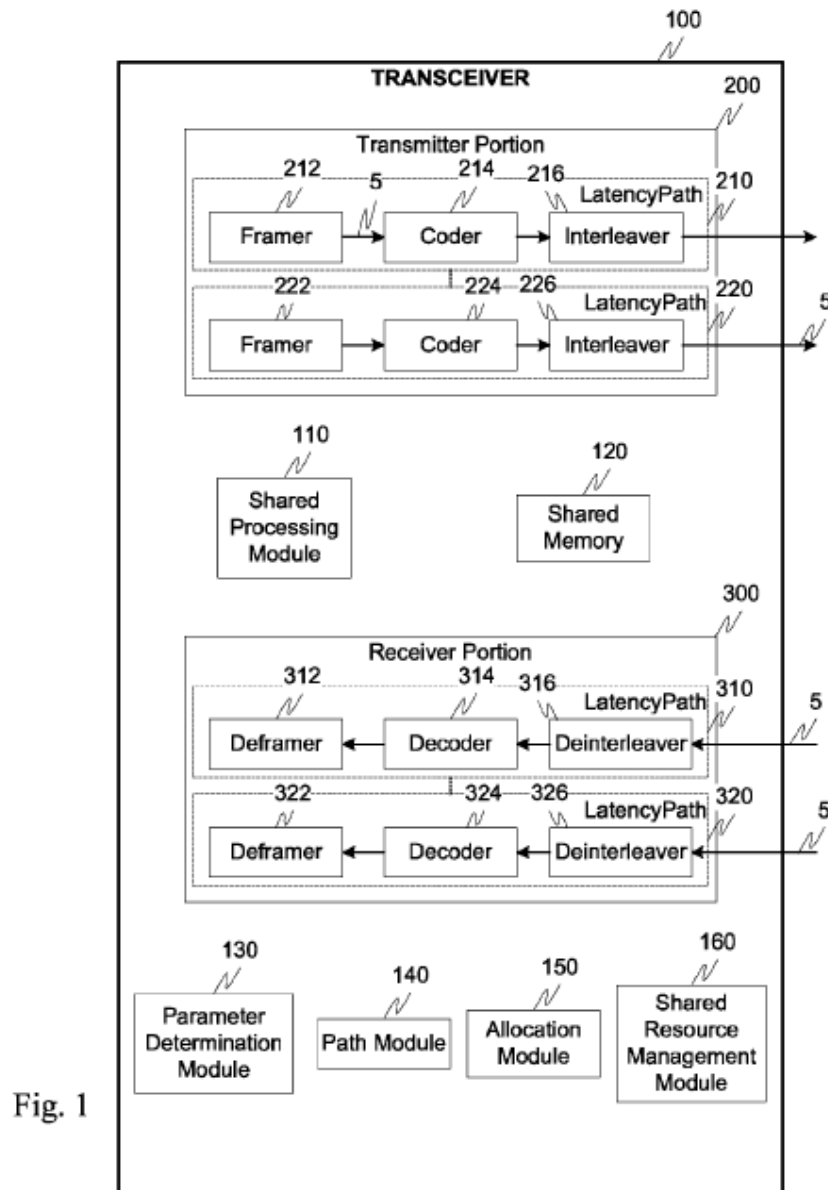 100
TRANSCEIVER
200
Transmitter Portion
212
5
214
216
LatencyPath
210
Framer
Coder
Interleaver
222
224
226
LatencyPath
220
5
Framer
Coder
Interleaver
110
120
Shared
Processing
Module
Shared
Memory
300
Receiver Portion
312
314
316
LatencyPath
310
5
Deframer
Decoder
Deinterleaver
322
324
326
LatencyPath
320
5
Deframer
Decoder
Deinterleaver
130
140
150
160
Parameter
Determination
Module
Path Module
Allocation
Module
Shared
Resource
Management
Module
Fig. 1